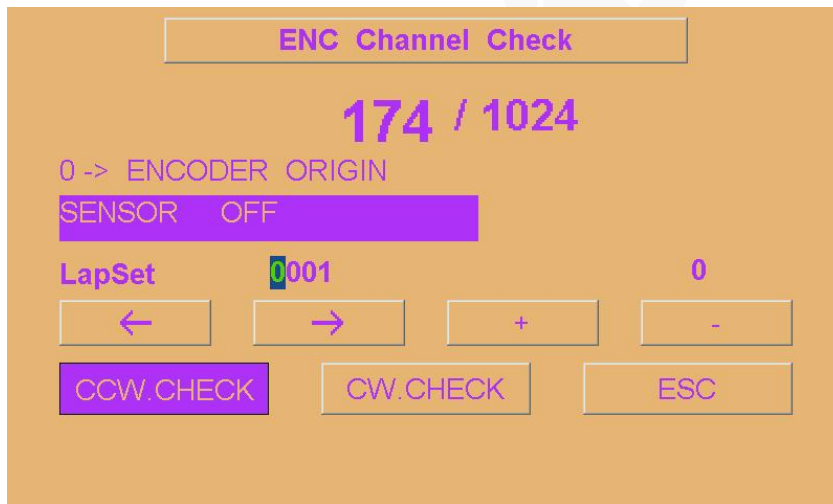 ENC Channel Check
174 / 1024
0 -> ENCODER ORIGIN
SENSOR OFF
LapSet 0001 0
← → + -
CCW.CHECK CW.CHECK ESC